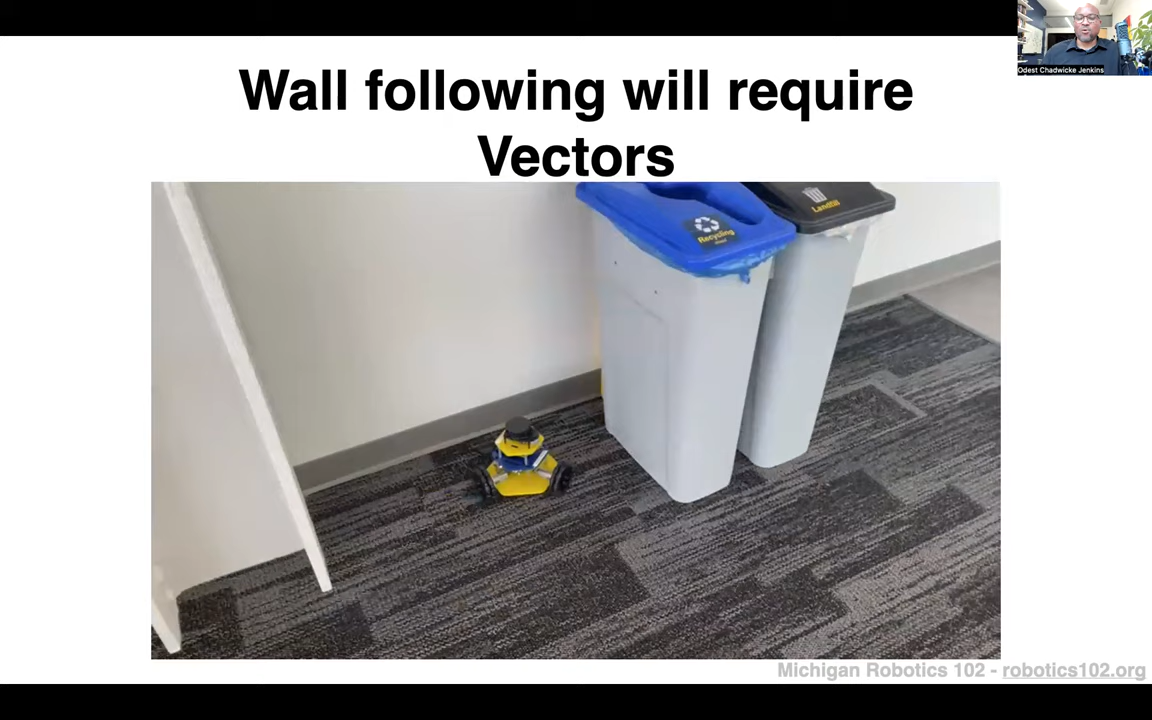 Odest Chadwicke Jenkins
Wall following will require
Vectors
Recycling
Landfill
Michigan Robotics 102 - robotics102.org